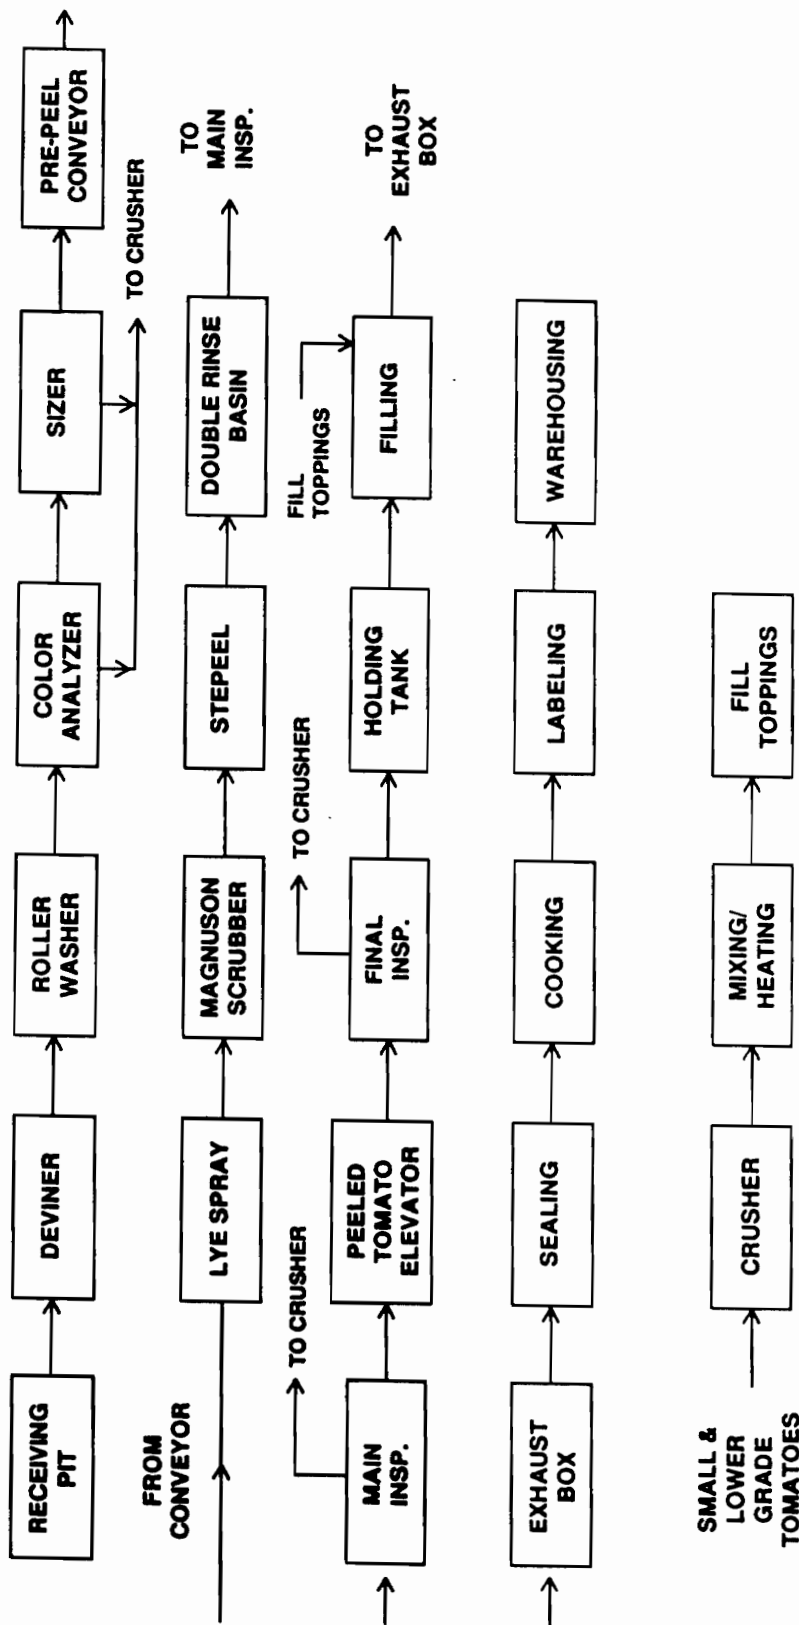 RECEIVING
PIT
DEVINER
ROLLER
WASHER
COLOR
ANALYZER
SIZER
PRE-PEEL
CONVEYOR
TO CRUSHER
FROM
CONVEYOR
LYE SPRAY
MAGNUSON
SCRUBBER
STEPEEL
DOUBLE RINSE
BASIN
TO
MAIN
INSP.
MAIN
INSP.
TO CRUSHER
PEELED
TOMATO
ELEVATOR
FINAL
INSP.
TO CRUSHER
HOLDING
TANK
FILL
TOPPINGS
FILLING
TO
EXHAUST
BOX
EXHAUST
BOX
SEALING
COOKING
LABELING
WAREHOUSING
SMALL &
LOWER
GRADE
TOMATOES
CRUSHER
MIXING/
HEATING
FILL
TOPPINGS